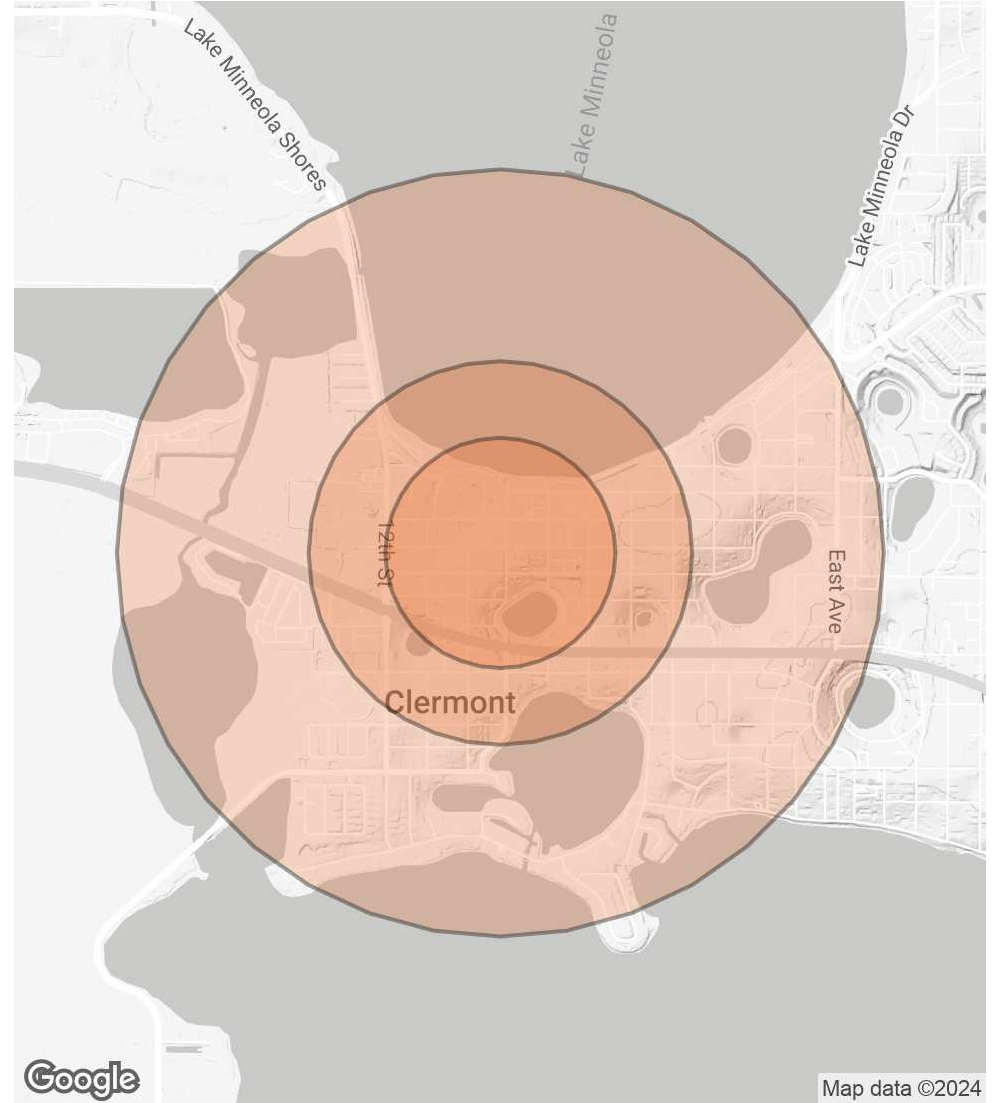 Lake Minneola Shores
Lake Minneola
Lake Minneola Dr
12th St
East Ave
Clermont
Google
Map data ©2024